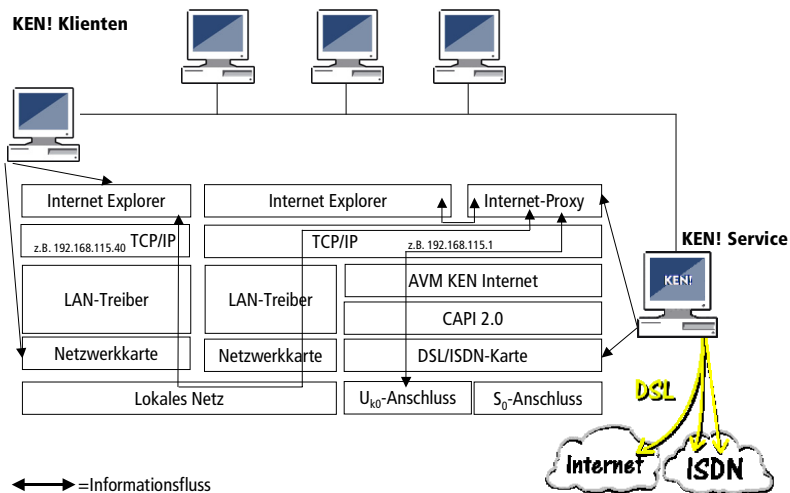 KEN! Klienten
Internet Explorer
Internet Explorer
Internet-Proxy
z.B. 192.168.115.40 TCP/IP
TCP/IP
z.B. 192.168.115.1
KEN! Service
KEN!
LAN-Treiber
LAN-Treiber
AVM KEN Internet
CAPI 2.0
Netzwerkkarte
Netzwerkkarte
DSL/ISDN-Karte
Lokales Netz
Uk0-Anschluss
S0-Anschluss
DSL
Internet
ISDN
=Informationsfluss